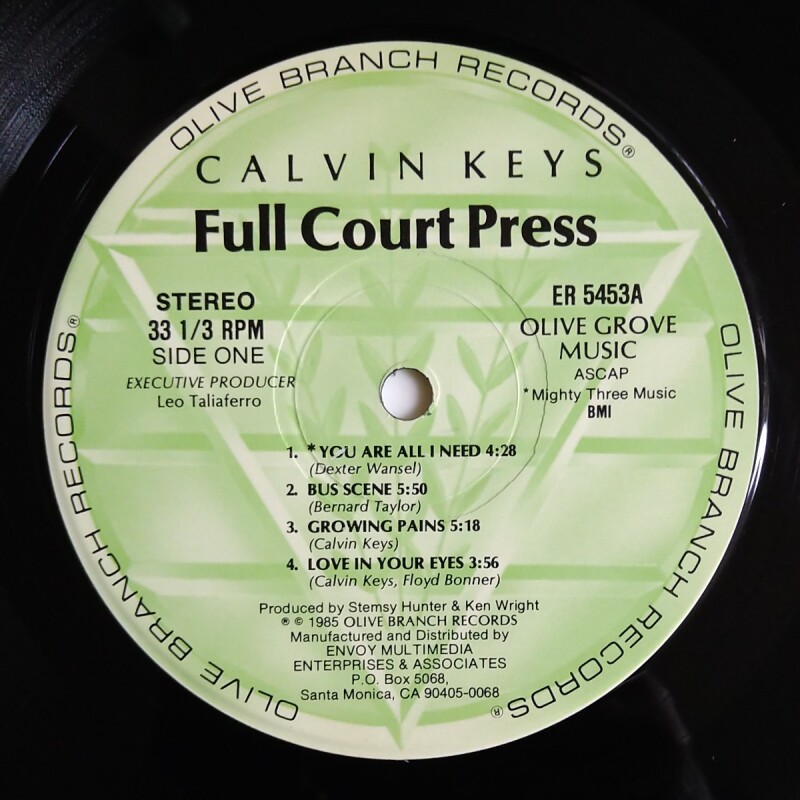 OLIVE BRANCH RECORDS®
CALVIN KEYS
Full Court Press
STEREO
33 1/3 RPM
SIDE ONE
EXECUTIVE PRODUCER
Leo Taliaferro
ER 5453A
OLIVE GROVE
MUSIC
ASCAP
*Mighty Three Music
BMI
1. *YOU ARE ALL I NEED 4:28
(Dexter Wansel)
2. BUS SCENE 5:50
(Bernard Taylor)
3. GROWING PAINS 5:18
(Calvin Keys)
4. LOVE IN YOUR EYES 3:56
(Calvin Keys, Floyd Bonner)
Produced by Stemsy Hunter & Ken Wright
® © 1985 OLIVE BRANCH RECORDS
Manufactured and Distributed by
ENVOY MULTIMEDIA
ENTERPRISES & ASSOCIATES
P.O. Box 5068,
Santa Monica, CA 90405-0068
OLIVE BRANCH RECORDS®
OLIVE BRANCH RECORDS®